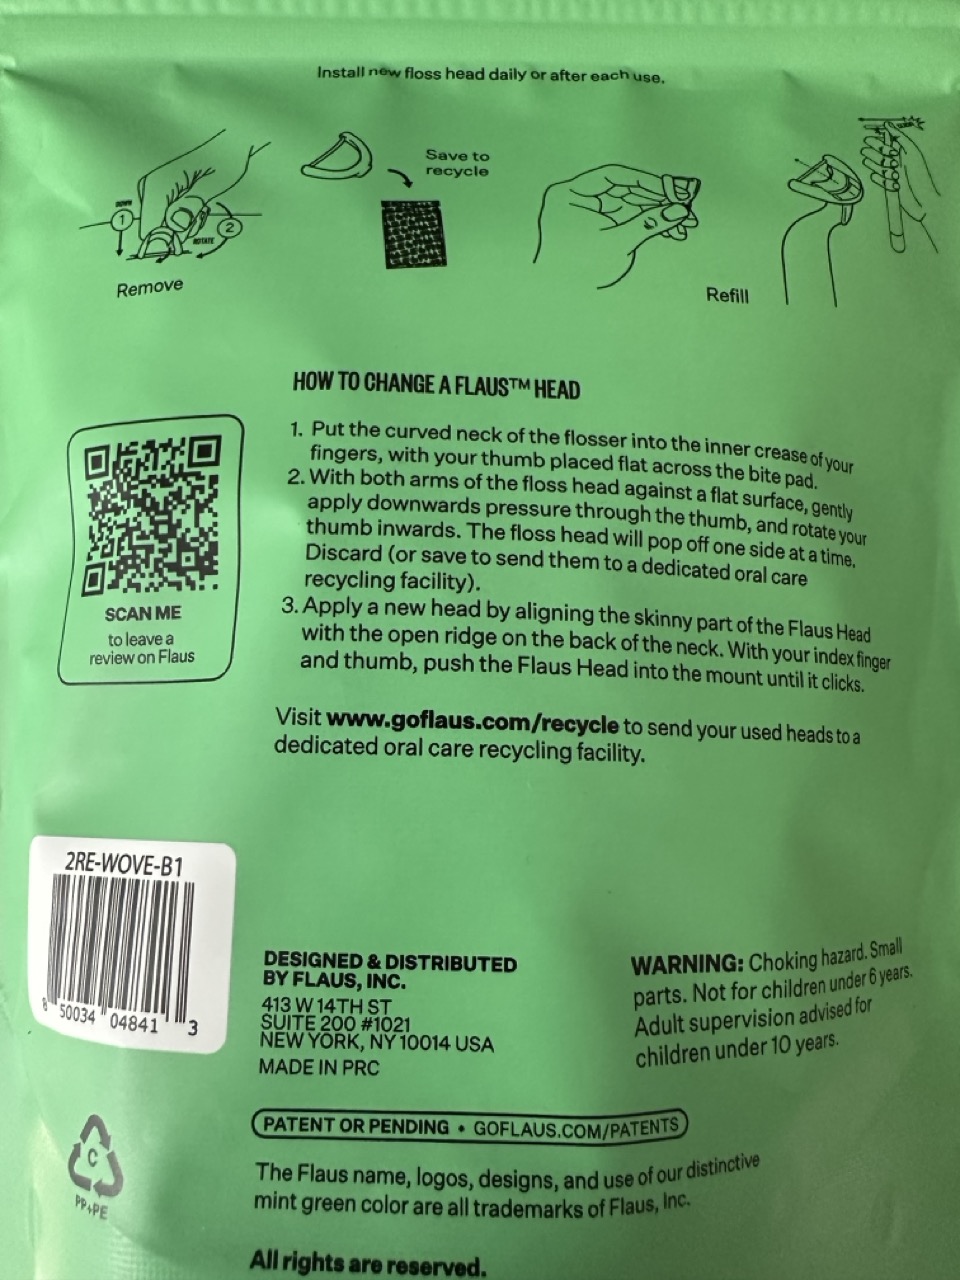 Install new floss head daily or after each use.
Save to
recycle
DOWN
1
2
ROTATE
Remove
Refill
HOW TO CHANGE A FLAUS™ HEAD
1. Put the curved neck of the flosser into the inner crease of your
fingers, with your thumb placed flat across the bite pad.
2. With both arms of the floss head against a flat surface, gently
apply downwards pressure through the thumb, and rotate your
thumb inwards. The floss head will pop off one side at a time.
Discard (or save to send them to a dedicated oral care
recycling facility).
3. Apply a new head by aligning the skinny part of the Flaus Head
with the open ridge on the back of the neck. With your index finger
and thumb, push the Flaus Head into the mount until it clicks.
SCAN ME
to leave a
review on Flaus
Visit www.goflaus.com/recycle to send your used heads to a
dedicated oral care recycling facility.
2RE-WOVE-B1
8 50034 04841 3
DESIGNED & DISTRIBUTED
BY FLAUS, INC.
413 W 14TH ST
SUITE 200 #1021
NEW YORK, NY 10014 USA
MADE IN PRC
WARNING: Choking hazard. Small
parts. Not for children under 6 years.
Adult supervision advised for
children under 10 years.
PATENT OR PENDING • GOFLAUS.COM/PATENTS
C
PP+PE
The Flaus name, logos, designs, and use of our distinctive
mint green color are all trademarks of Flaus, Inc.
All rights are reserved.